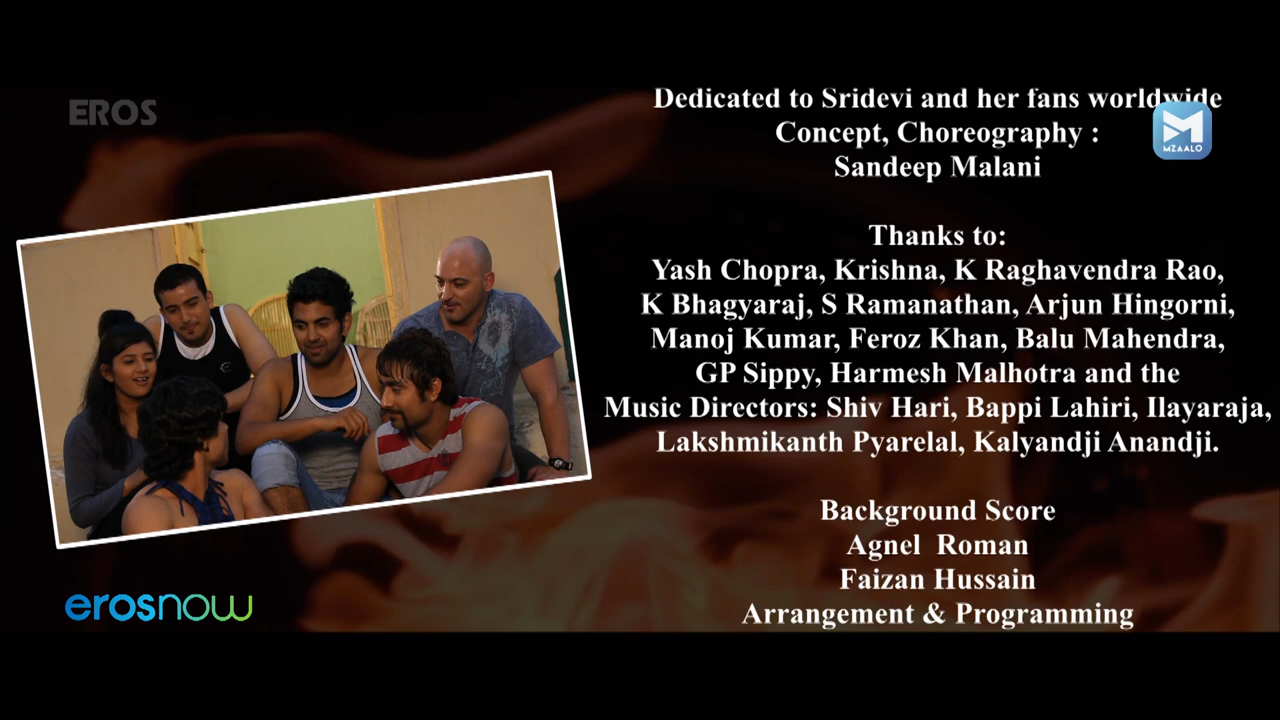 EROS
Dedicated to Sridevi and her fans worldwide
Concept, Choreography :
MZAALO
Sandeep Malani
Thanks to:
Yash Chopra, Krishna, K Raghavendra Rao,
K Bhagyaraj, S Ramanathan, Arjun Hingorni,
Manoj Kumar, Feroz Khan, Balu Mahendra,
GP Sippy, Harmesh Malhotra and the
Music Directors: Shiv Hari, Bappi Lahiri, Ilayaraja,
Lakshmikanth Pyarelal, Kalyandji Anandji.
Background Score
Agnel Roman
Faizan Hussain
Arrangement & Programming
erosnow